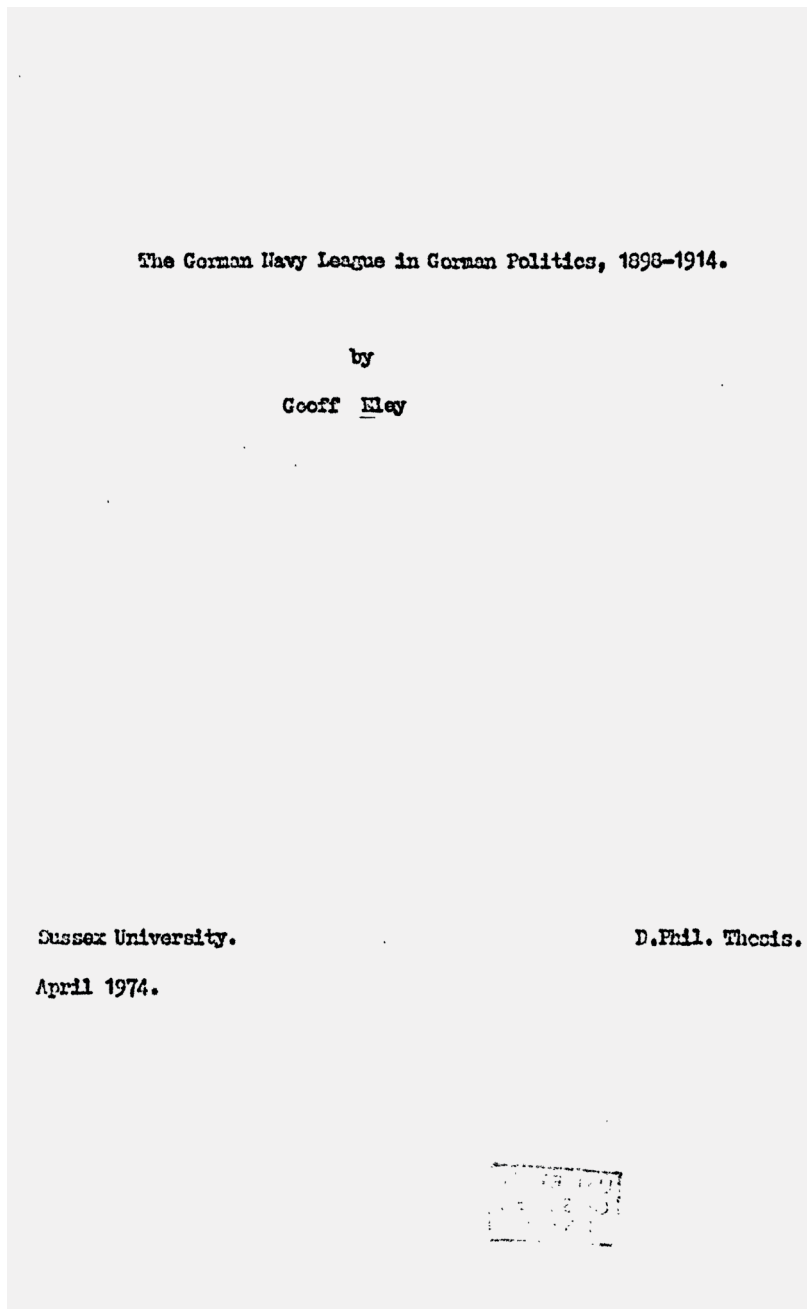 The German Navy League in German Politics, 1898-1914.
by
Geoff Eley
Sussex University.
D.Phil. Thesis.
April 1974.